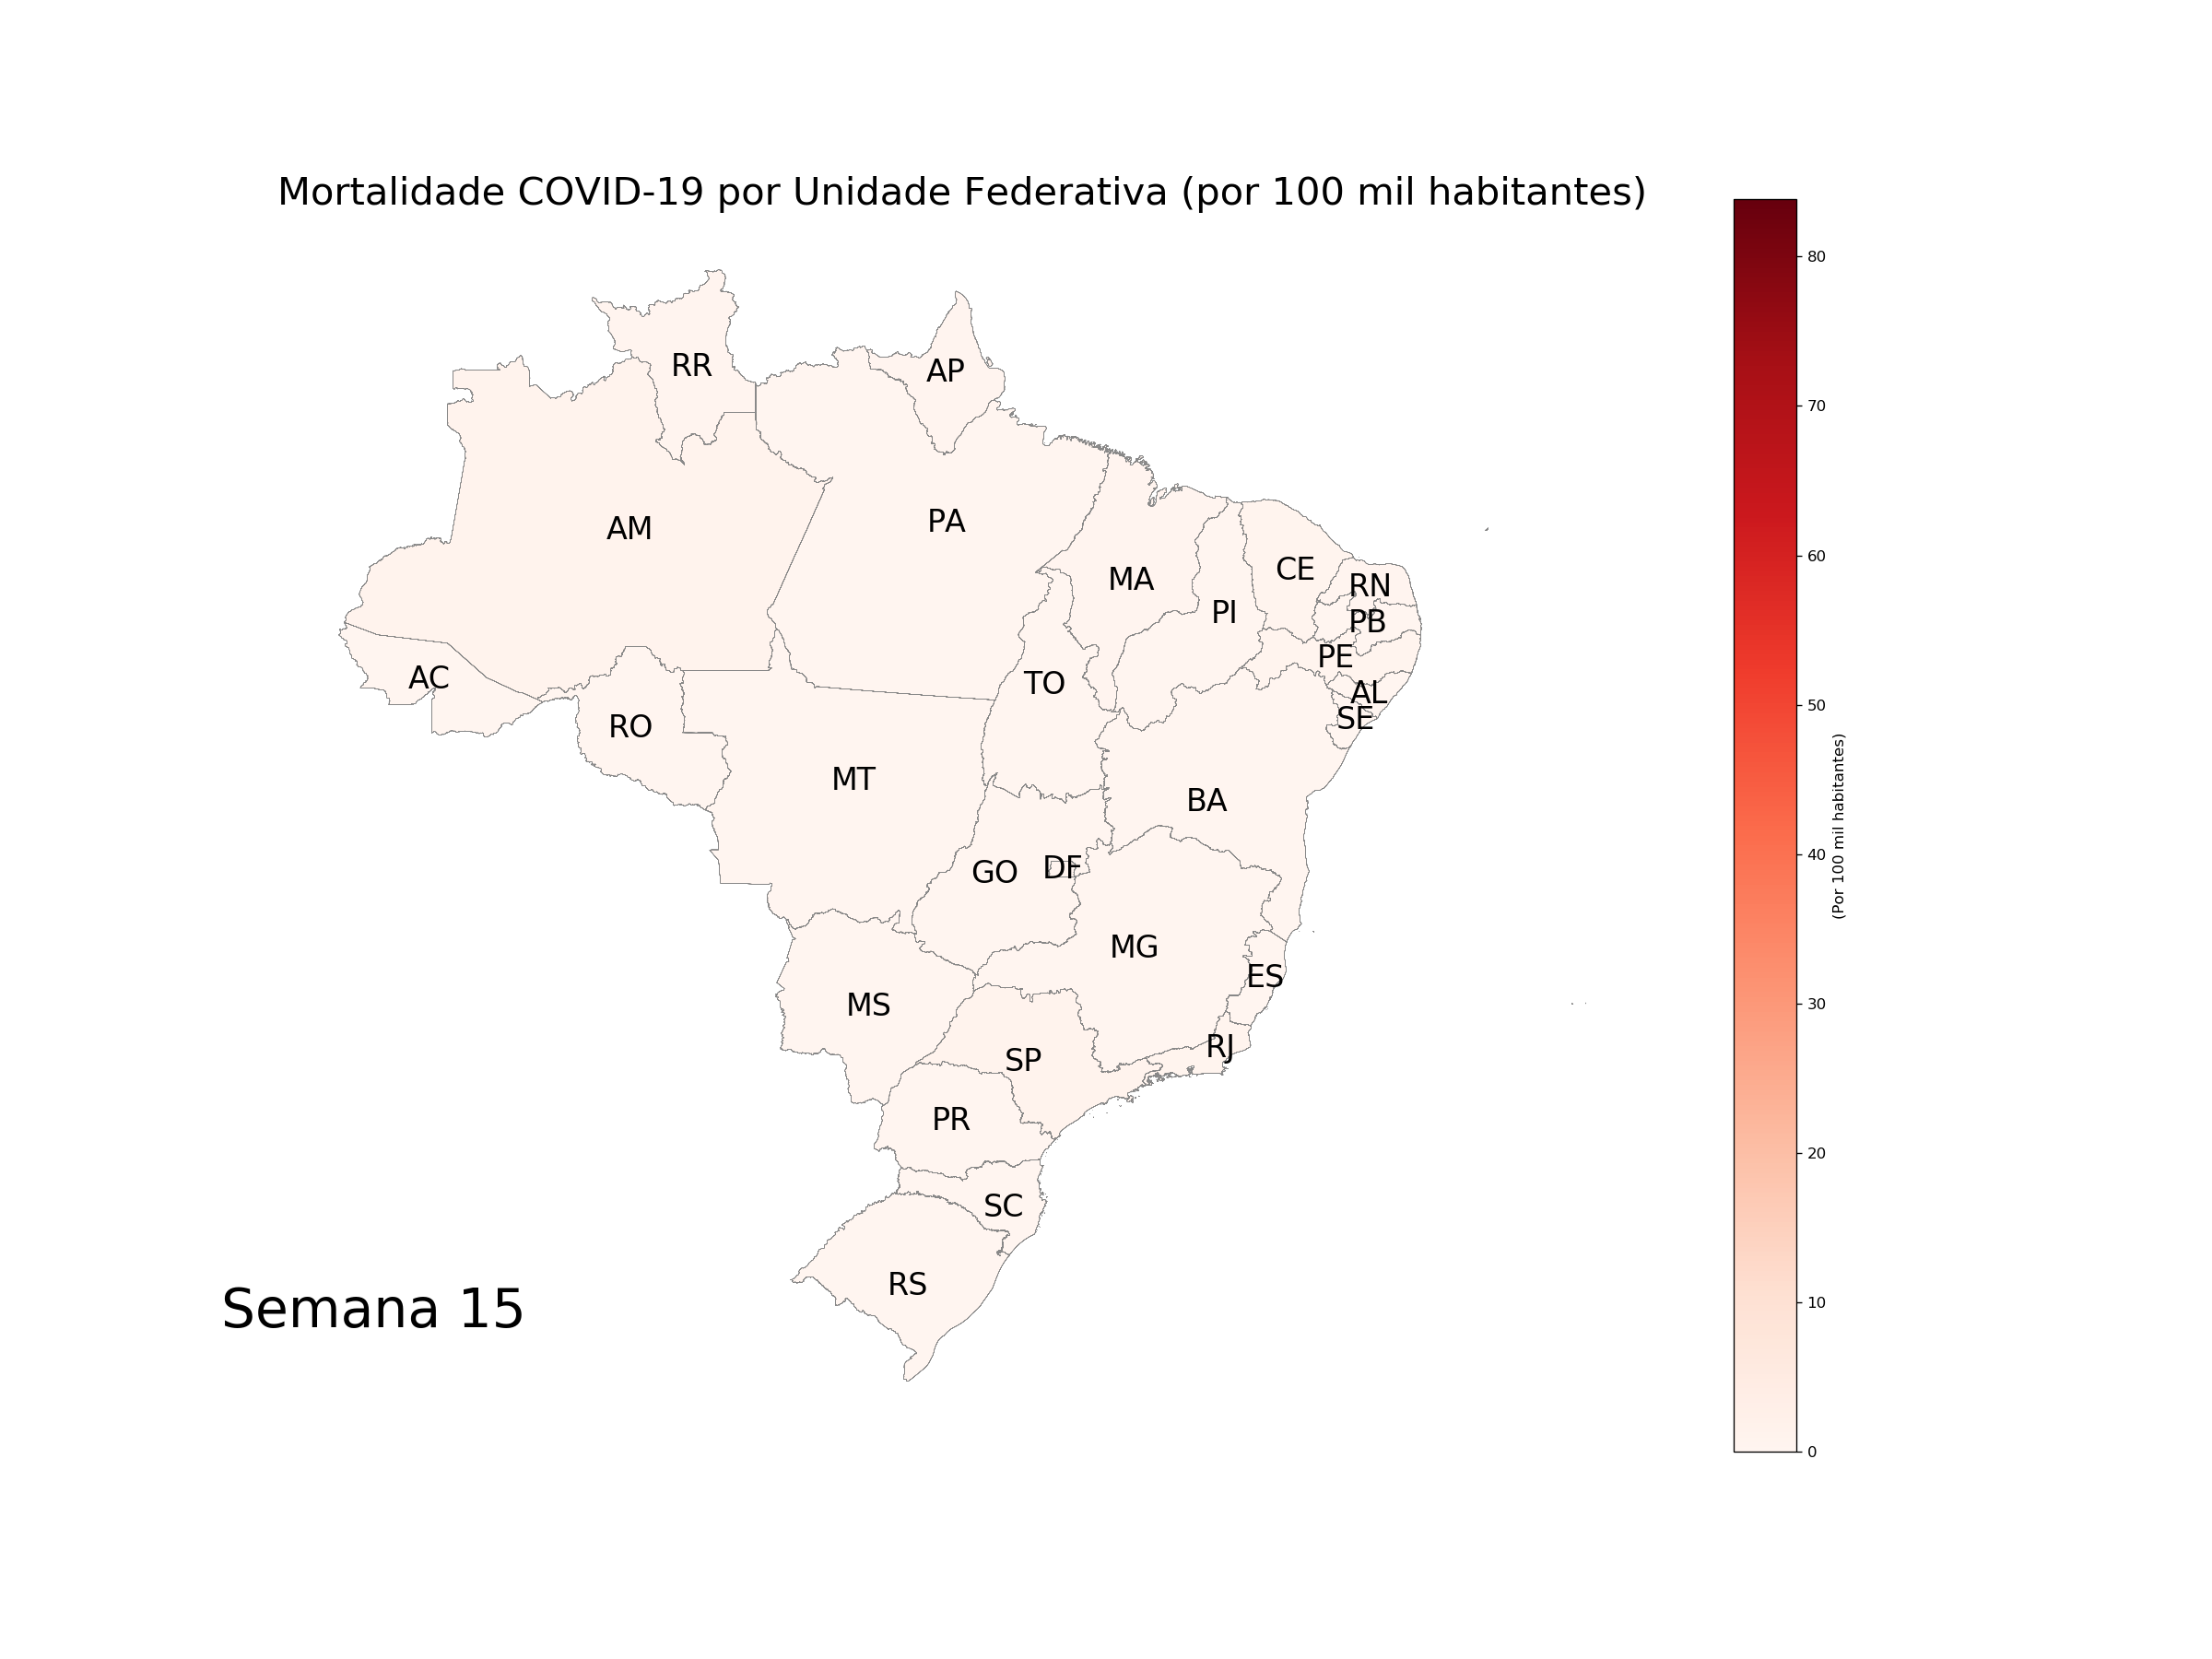 Mortalidade COVID-19 por Unidade Federativa (por 100 mil habitantes)
80
70
60
50
40
30
20
10
0
(Por 100 mil habitantes)
RR
AP
AM
PA
MA
CE
RN
PI
PB
PE
AC
TO
AL
SE
RO
MT
BA
GO
DF
MG
ES
MS
RJ
SP
PR
SC
RS
Semana 15